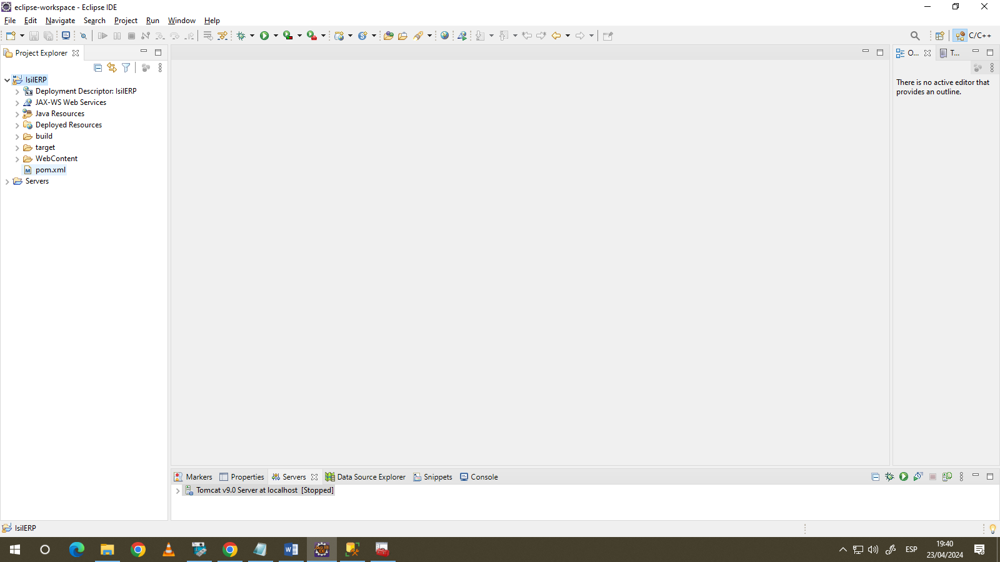 eclipse-workspace - Eclipse IDE
File Edit Navigate Search Project Run Window Help
C/C++
Project Explorer
O...
T...
IsilERP
Deployment Descriptor: IsilERP
JAX-WS Web Services
Java Resources
Deployed Resources
build
target
WebContent
pom.xml
Servers
There is no active editor that
provides an outline.
Markers Properties Servers Data Source Explorer Snippets Console
Tomcat v9.0 Server at localhost [Stopped]
IsilERP
ESP
19:40
23/04/2024